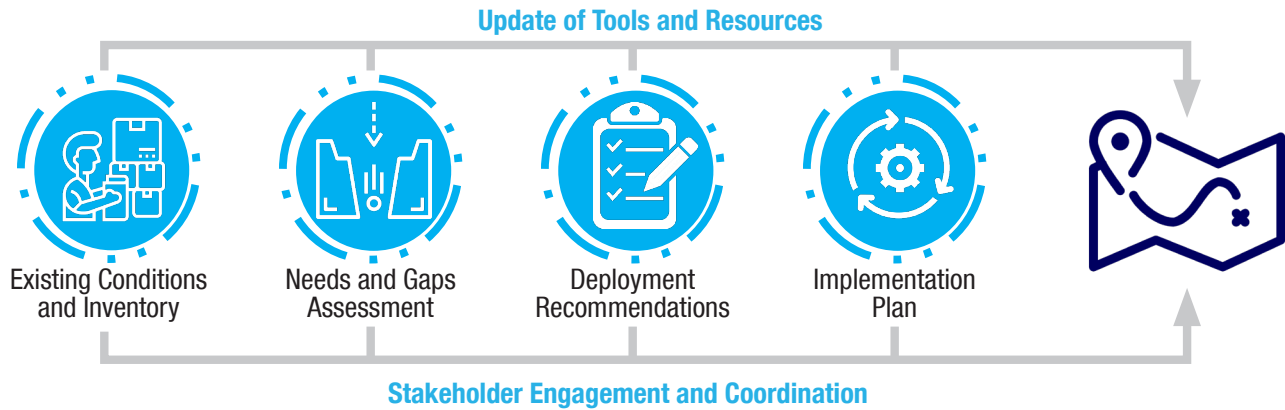 Update of Tools and Resources
Existing Conditions
and Inventory
Needs and Gaps
Assessment
Deployment
Recommendations
Implementation
Plan
Stakeholder Engagement and Coordination